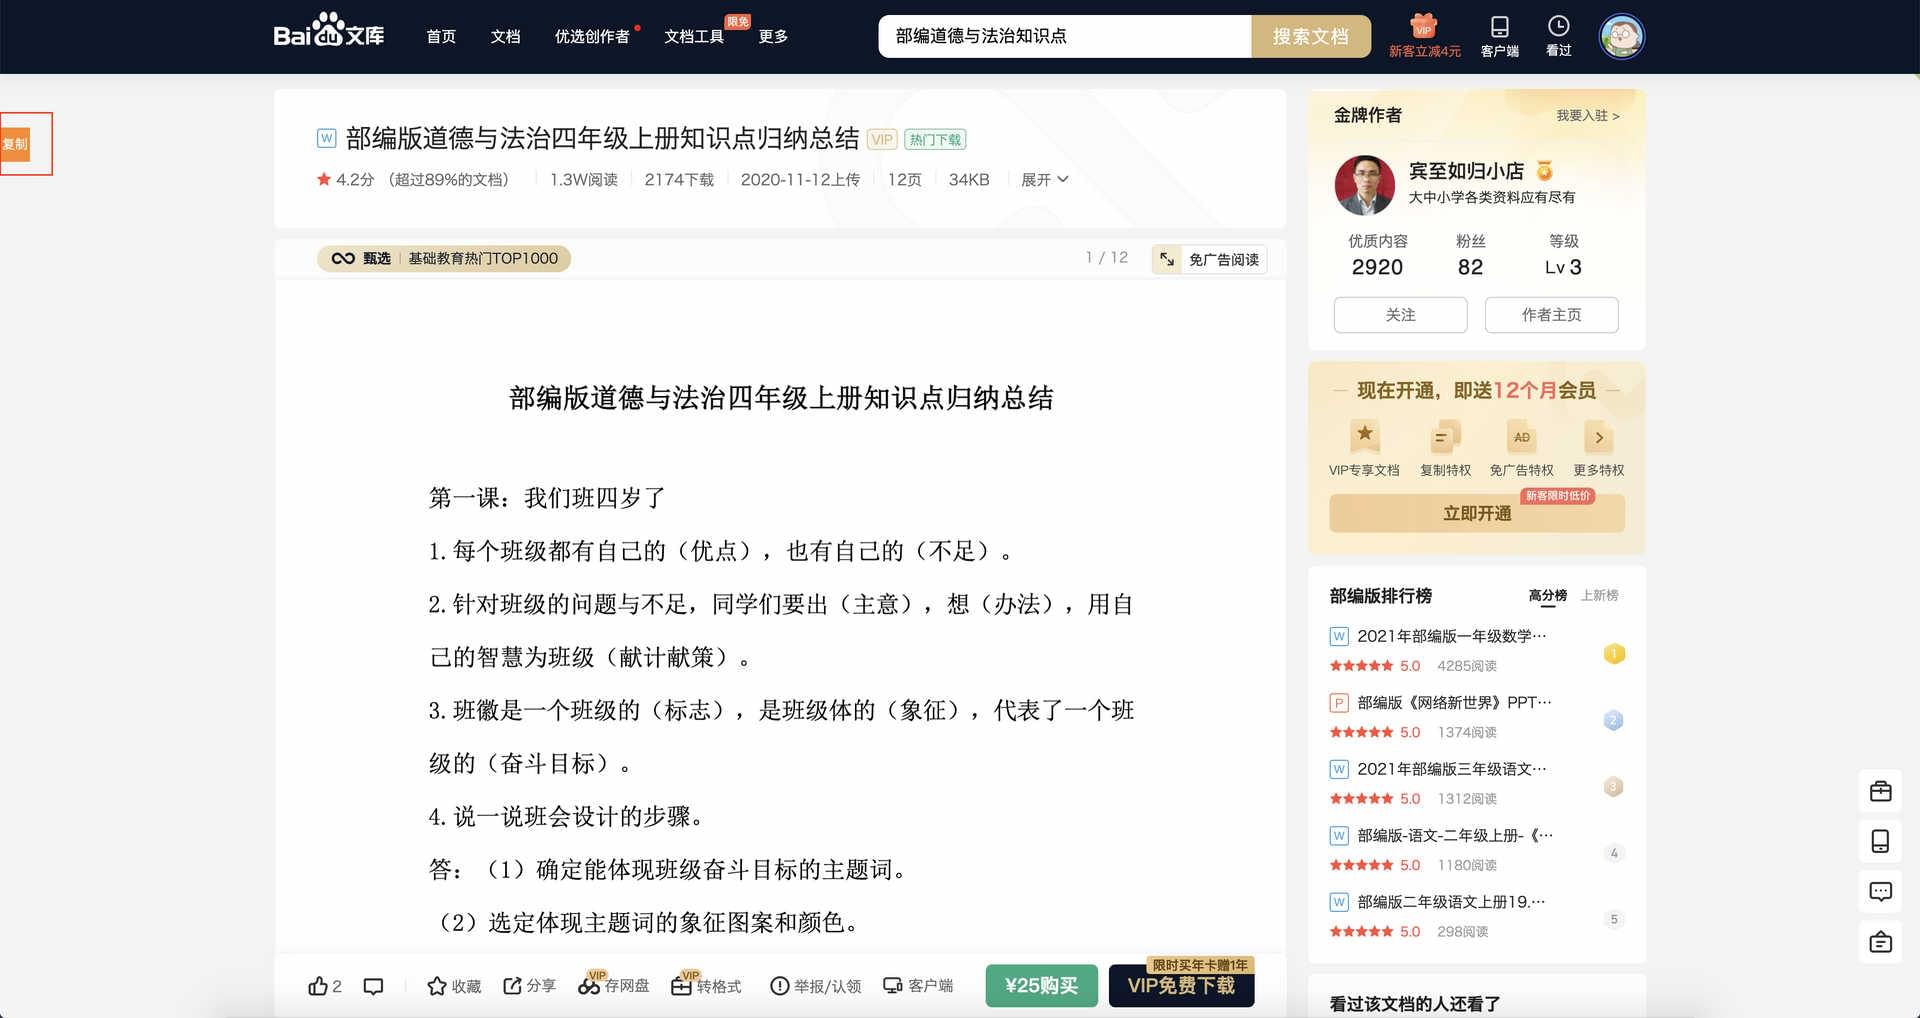 Bai du 文库
首页 文档 优选创作者 文档工具 限免 更多
部编道德与法治知识点 搜索文档
VIP 新客立减4元 客户端 看过
复制
W 部编版道德与法治四年级上册知识点归纳总结 VIP 热门下载
4.2分 （超过89%的文档） 1.3W阅读 2174下载 2020-11-12上传 12页 34KB 展开
甄选 基础教育热门TOP1000 1 / 12 免广告阅读
部编版道德与法治四年级上册知识点归纳总结
第一课：我们班四岁了
1.每个班级都有自己的（优点），也有自己的（不足）。
2.针对班级的问题与不足，同学们要出（主意），想（办法），用自
己的智慧为班级（献计献策）。
3.班徽是一个班级的（标志），是班级体的（象征），代表了一个班
级的（奋斗目标）。
4.说一说班会设计的步骤。
答：（1）确定能体现班级奋斗目标的主题词。
（2）选定体现主题词的象征图案和颜色。
2 收藏 分享 VIP 存网盘 VIP 转格式 举报/认领 客户端 ¥25购买 限时买年卡赠1年 VIP免费下载
金牌作者 我要入驻 >
宾至如归小店
大中小学各类资料应有尽有
优质内容 粉丝 等级
2920 82 Lv 3
关注 作者主页
现在开通，即送12个月会员
AD
VIP专享文档 复制特权 免广告特权 更多特权
新客限时低价
立即开通
部编版排行榜 高分榜 上新榜
W 2021年部编版一年级数学···
5.0 4285阅读 1
P 部编版《网络新世界》PPT···
5.0 1374阅读 2
W 2021年部编版三年级语文···
5.0 1312阅读 3
W 部编版-语文-二年级上册-《···
5.0 1180阅读 4
W 部编版二年级语文上册19.···
5.0 298阅读 5
看过该文档的人还看了